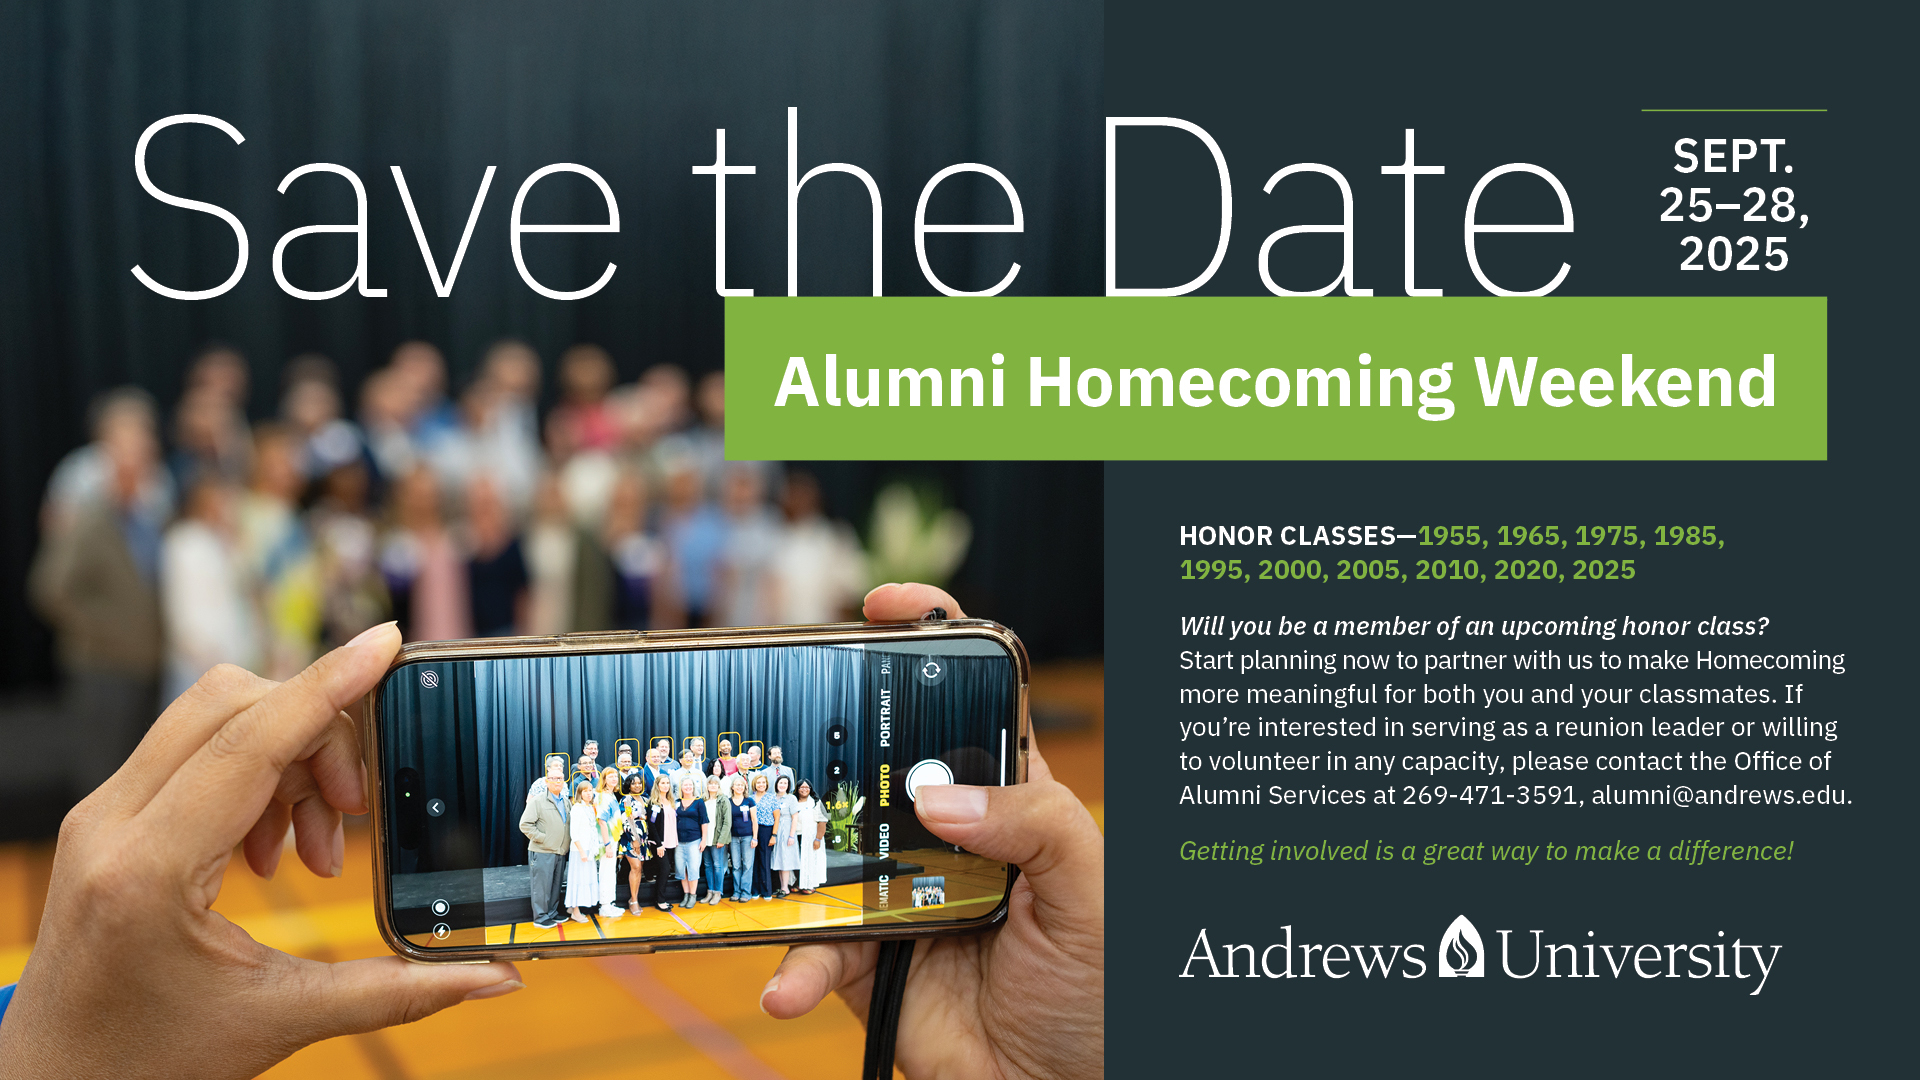 Save the Date
SEPT.
25–28,
2025
Alumni Homecoming Weekend
HONOR CLASSES—1955, 1965, 1975, 1985,
1995, 2000, 2005, 2010, 2020, 2025
Will you be a member of an upcoming honor class?
Start planning now to partner with us to make Homecoming
more meaningful for both you and your classmates. If
you’re interested in serving as a reunion leader or willing
to volunteer in any capacity, please contact the Office of
Alumni Services at 269-471-3591, alumni@andrews.edu.
Getting involved is a great way to make a difference!
Andrews University
PORTRAIT
PHOTO
VIDEO
5
2
1.6x
.5